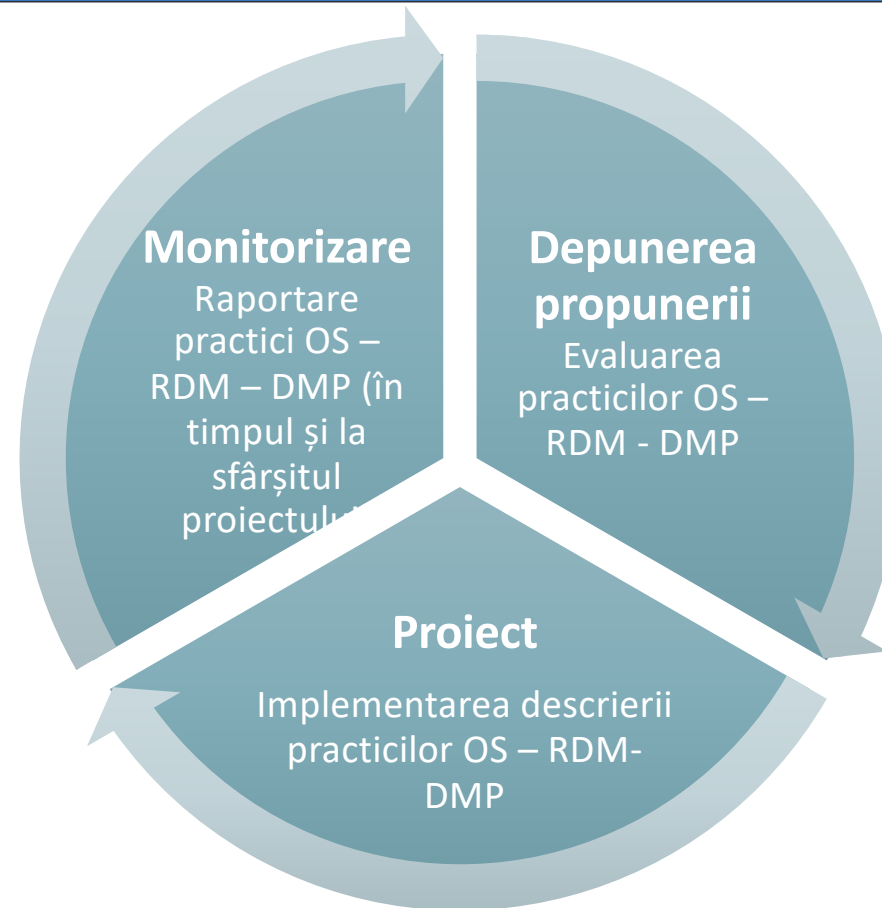 Monitorizare
Raportare
practici OS –
RDM – DMP (în
timpul și la
sfârșitul
proiectului
Depunerea
propunerii
Evaluarea
practicilor OS –
RDM - DMP
Proiect
Implementarea descrierii
practicilor OS – RDM-
DMP